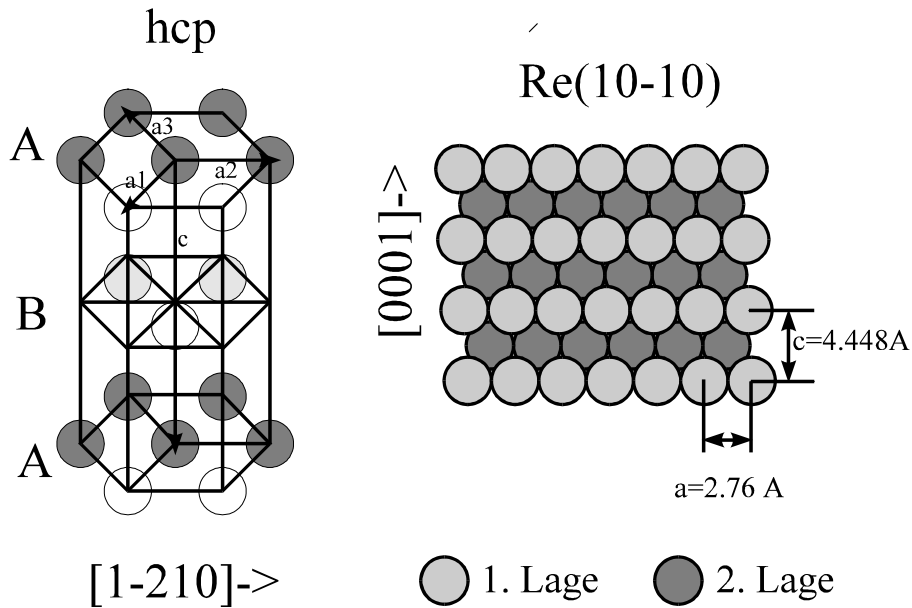 hcp
A
a3
a2
a1
c
B
A
[1-210]->
Re(10-10)
[0001]->
c=4.448A
a=2.76 A
1. Lage
2. Lage